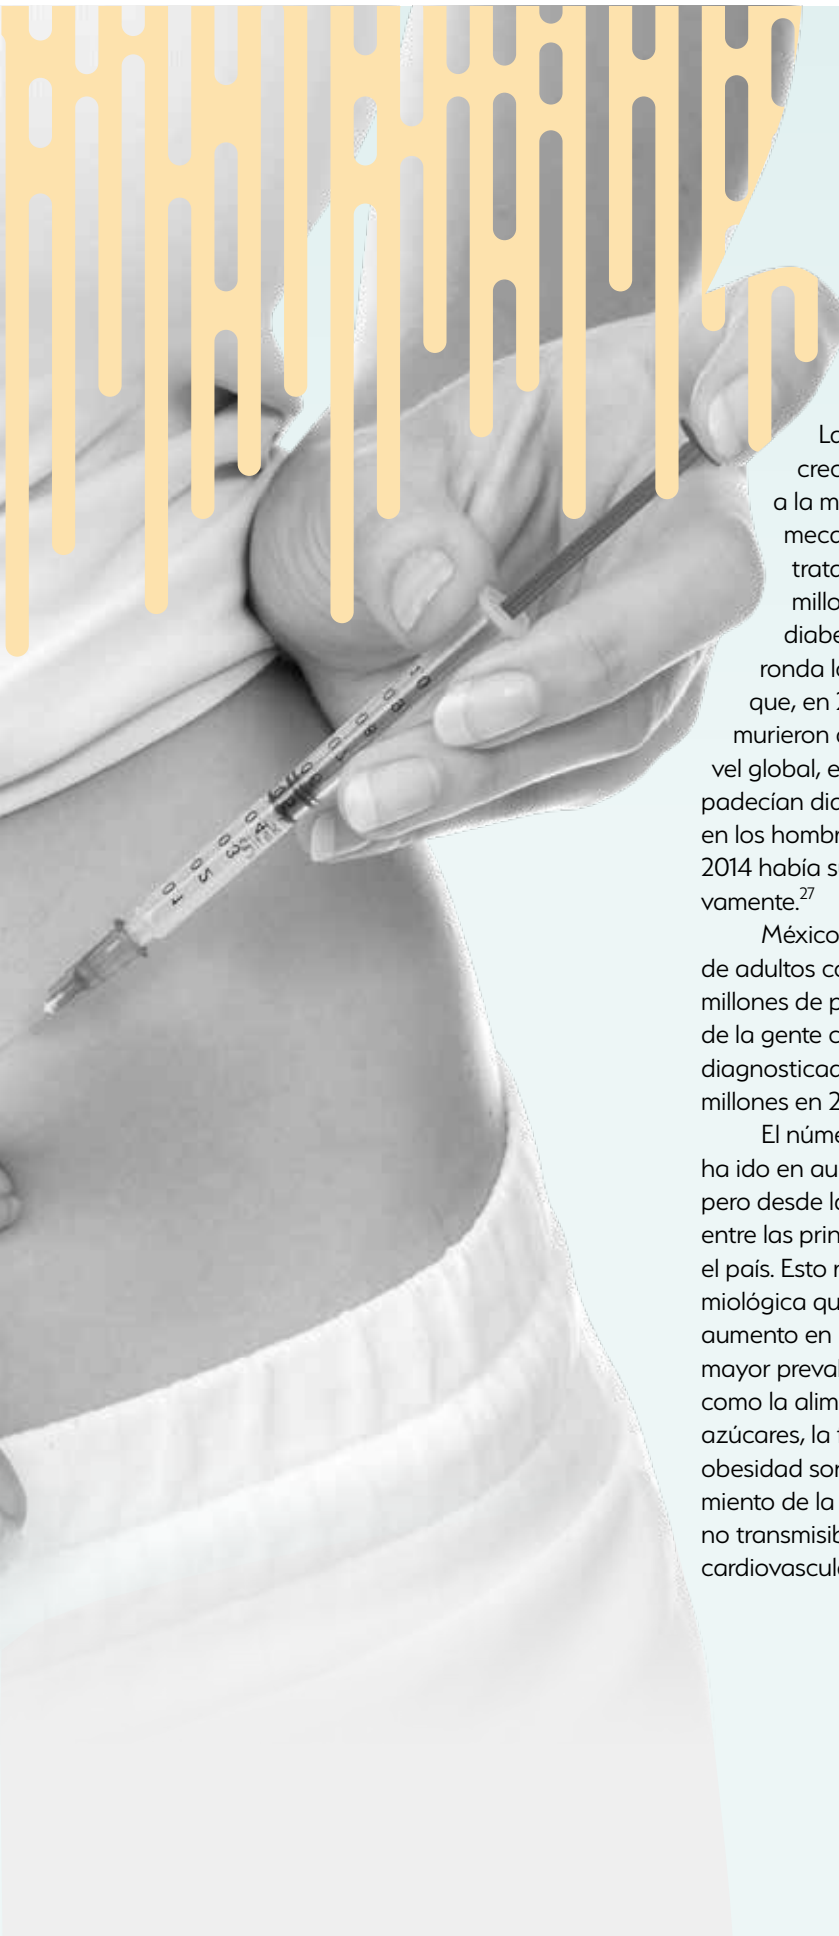 La
crec
a la m
meca
trata
millo
diabe
ronda la
que, en 2
murieron
vel global, e
padecían dia
en los hombr
2014 había s
vamente.27
México
de adultos co
millones de p
de la gente c
diagnosticad
millones en 2
El núme
ha ido en au
pero desde la
entre las prin
el país. Esto r
miológica qu
aumento en
mayor preval
como la alim
azúcares, la
obesidad son
miento de la
no transmisib
cardiovascula